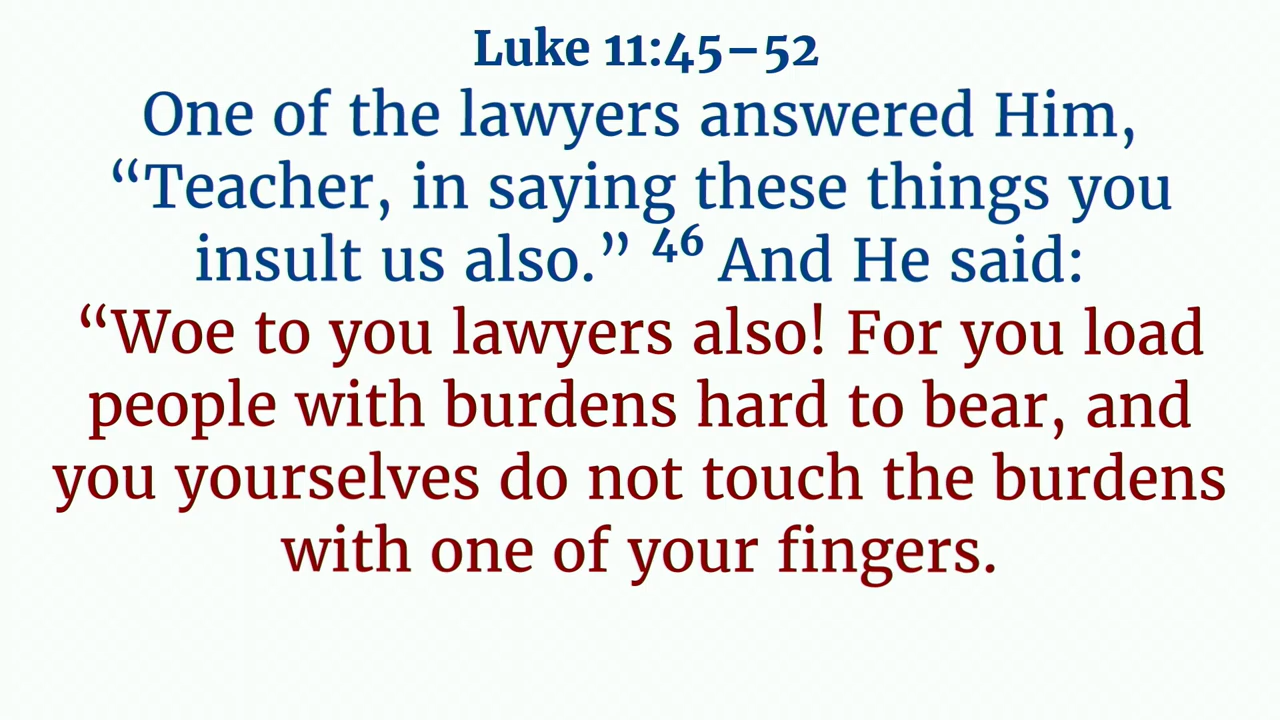 Luke 11:45–52
One of the lawyers answered Him,
“Teacher, in saying these things you
insult us also.” ⁴⁶ And He said:
“Woe to you lawyers also! For you load
people with burdens hard to bear, and
you yourselves do not touch the burdens
with one of your fingers.